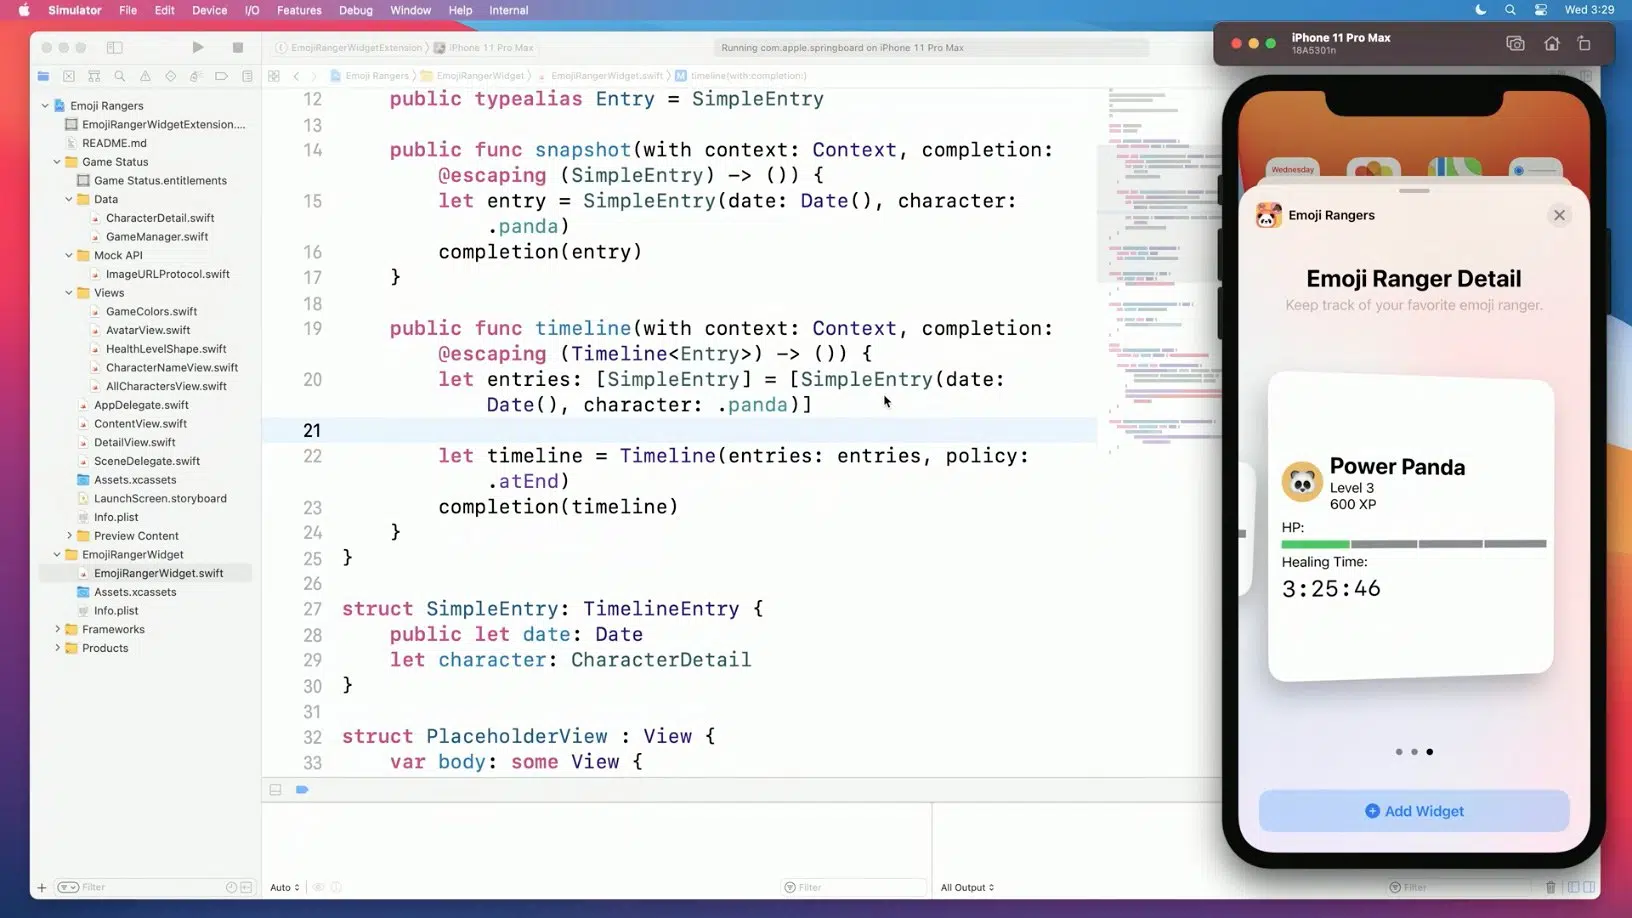 Simulator File Edit Device I/O Features Debug Window Help Internal Wed 3:29
EmojiRangerWidgetExtension iPhone 11 Pro Max
Running com.apple.springboard on iPhone 11 Pro Max
Emoji Rangers EmojiRangerWidget EmojiRangerWidget.swift M timeline(with:completion:)
Emoji Rangers
EmojiRangerWidgetExtension....
README.md
Game Status
Game Status.entitlements
Data
CharacterDetail.swift
GameManager.swift
Mock API
ImageURLProtocol.swift
Views
GameColors.swift
AvatarView.swift
HealthLevelShape.swift
CharacterNameView.swift
AllCharactersView.swift
AppDelegate.swift
ContentView.swift
DetailView.swift
SceneDelegate.swift
Assets.xcassets
LaunchScreen.storyboard
Info.plist
Preview Content
EmojiRangerWidget
EmojiRangerWidget.swift
Assets.xcassets
Info.plist
Frameworks
Products
Filter
12 public typealias Entry = SimpleEntry
13
14 public func snapshot(with context: Context, completion:
@escaping (SimpleEntry) -> ()) {
15 let entry = SimpleEntry(date: Date(), character:
.panda)
16 completion(entry)
17 }
18
19 public func timeline(with context: Context, completion:
@escaping (Timeline<Entry>) -> ()) {
20 let entries: [SimpleEntry] = [SimpleEntry(date:
Date(), character: .panda)]
21
22 let timeline = Timeline(entries: entries, policy:
.atEnd)
23 completion(timeline)
24 }
25 }
26
27 struct SimpleEntry: TimelineEntry {
28 public let date: Date
29 let character: CharacterDetail
30 }
31
32 struct PlaceholderView : View {
33 var body: some View {
Auto
Filter
All Output
Filter
iPhone 11 Pro Max
18A5301n
Wednesday
Emoji Rangers
Emoji Ranger Detail
Keep track of your favorite emoji ranger.
Power Panda
Level 3
600 XP
HP:
Healing Time:
3:25:46
Add Widget